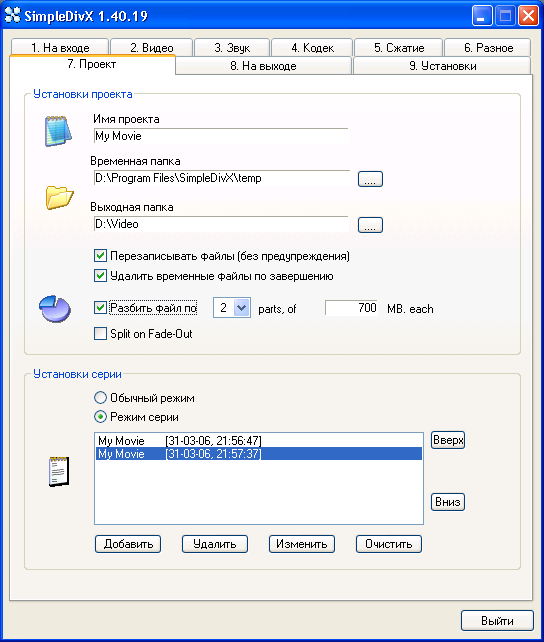 SimpleDivX 1.40.19
1. На входе 2. Видео 3. Звук 4. Кодек 5. Сжатие 6. Разное
7. Проект 8. На выходе 9. Установки
Установки проекта
Имя проекта
My Movie
Временная папка
D:\Program Files\SimpleDivX\temp ....
Выходная папка
D:\Video ....
Перезаписывать файлы (без предупреждения)
Удалить временные файлы по завершению
Разбить файл по 2 parts, of 700 MB. each
Split on Fade-Out
Установки серии
Обычный режим
Режим серии
My Movie [31-03-06, 21:56:47] Вверх
My Movie [31-03-06, 21:57:37]
Вниз
Добавить Удалить Изменить Очистить
Выйти